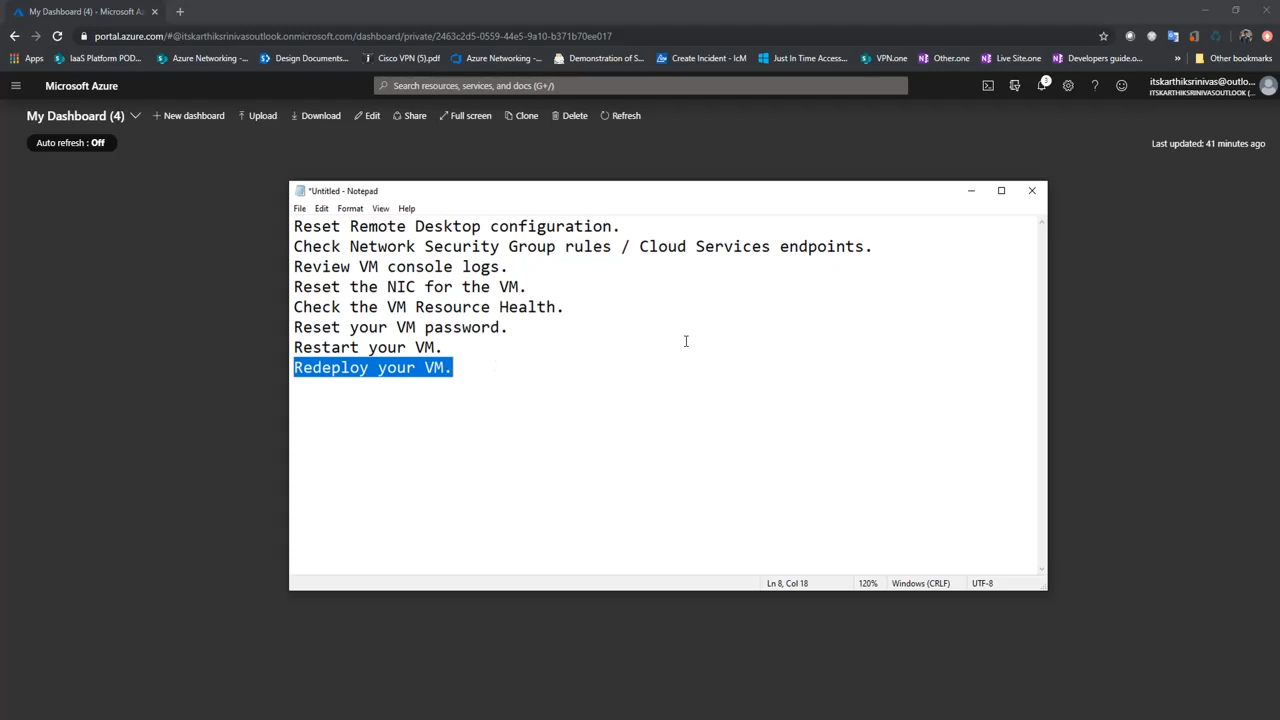 My Dashboard (4) - Microsoft Az
portal.azure.com/#@itskarthiksrinivasoutlook.onmicrosoft.com/dashboard/private/2463c2d5-0559-44e5-9a10-b371b70ee017
Apps IaaS Platform POD... Azure Networking -... Design Documents... Cisco VPN (5).pdf Azure Networking -... Demonstration of S... Create Incident - IcM Just In Time Access... VPN.one Other.one Live Site.one Developers guide.o... » Other bookmarks
Microsoft Azure Search resources, services, and docs (G+/) 3 itskarthiksrinivas@outlo...
ITSKARTHIKSRINIVASOUTLOOK (...
My Dashboard (4) New dashboard Upload Download Edit Share Full screen Clone Delete Refresh
Auto refresh : Off Last updated: 41 minutes ago
*Untitled - Notepad
File Edit Format View Help
Reset Remote Desktop configuration.
Check Network Security Group rules / Cloud Services endpoints.
Review VM console logs.
Reset the NIC for the VM.
Check the VM Resource Health.
Reset your VM password.
Restart your VM.
Redeploy your VM.
Ln 8, Col 18 120% Windows (CRLF) UTF-8